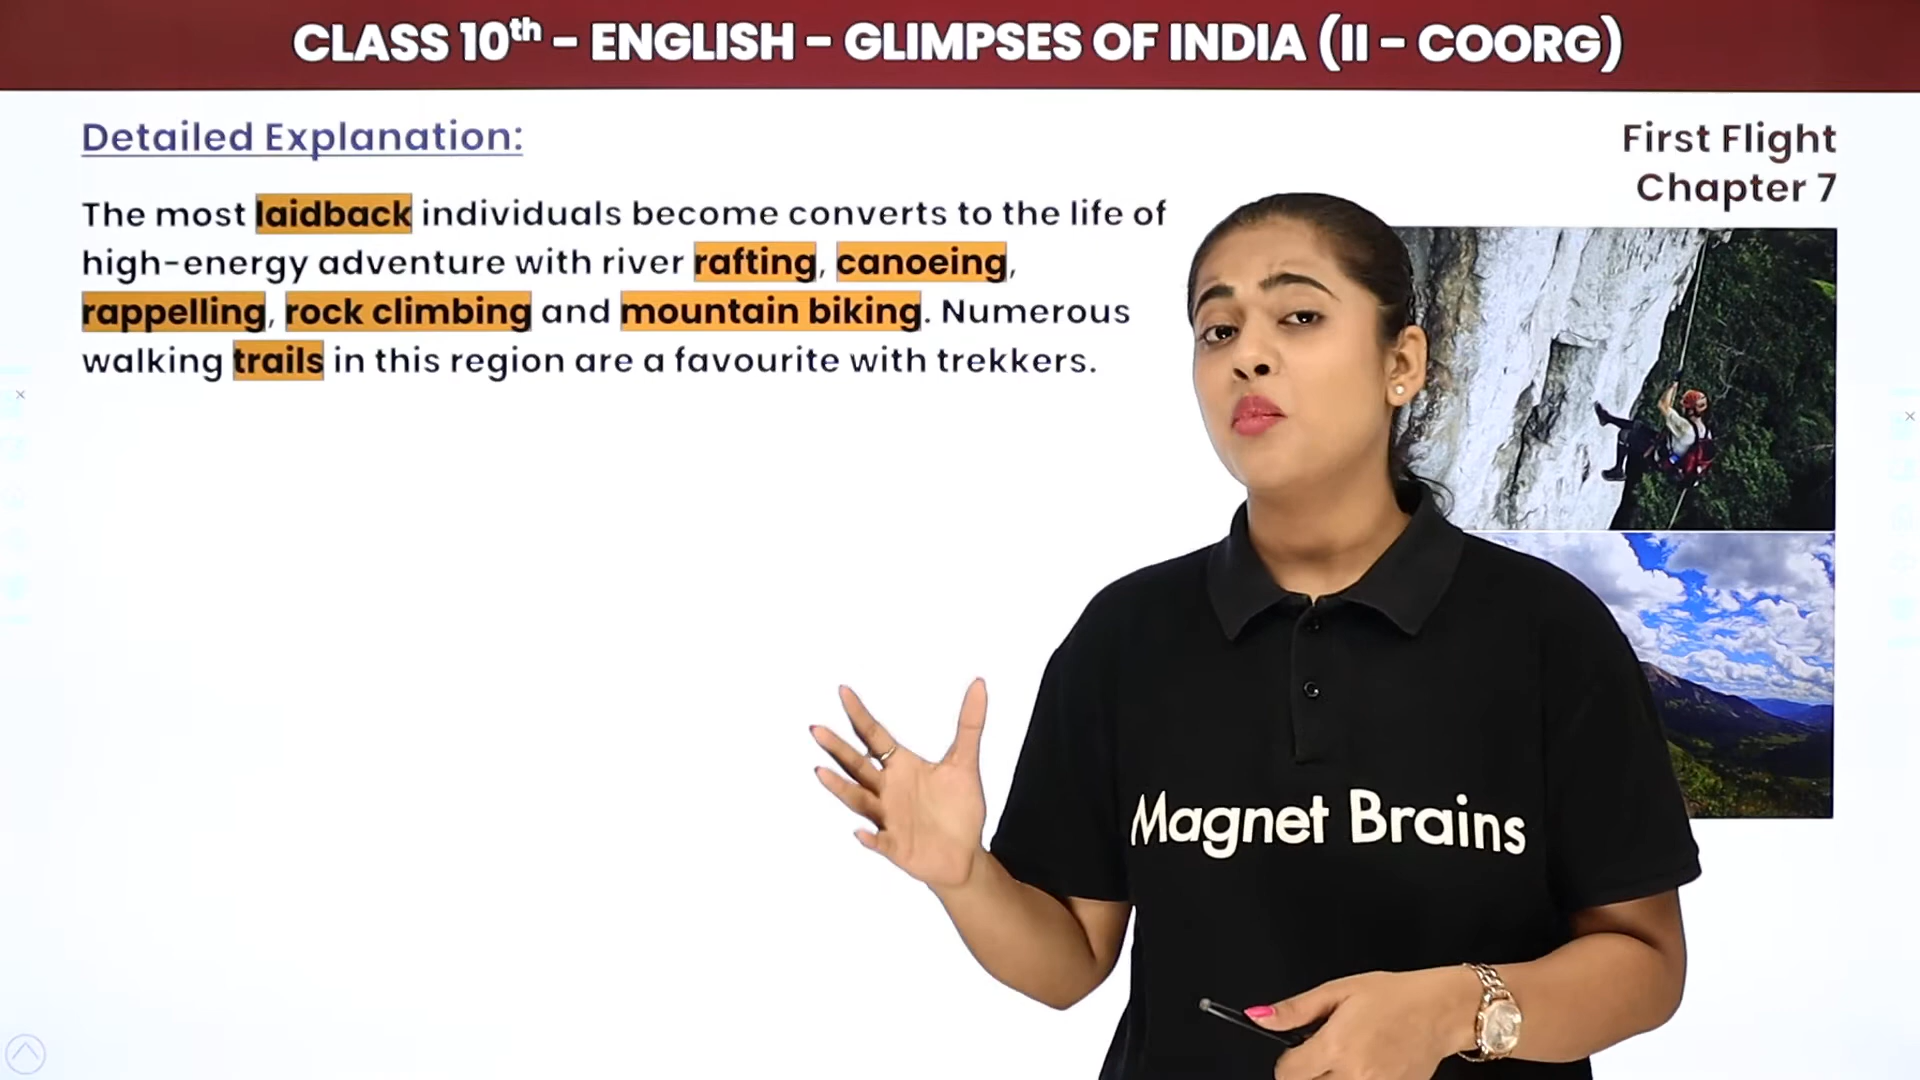 CLASS 10th - ENGLISH - GLIMPSES OF INDIA (II - COORG)
Detailed Explanation:
First Flight
Chapter 7
The most laidback individuals become converts to the life of
high-energy adventure with river rafting, canoeing,
rappelling, rock climbing and mountain biking. Numerous
walking trails in this region are a favourite with trekkers.
Magnet Brains